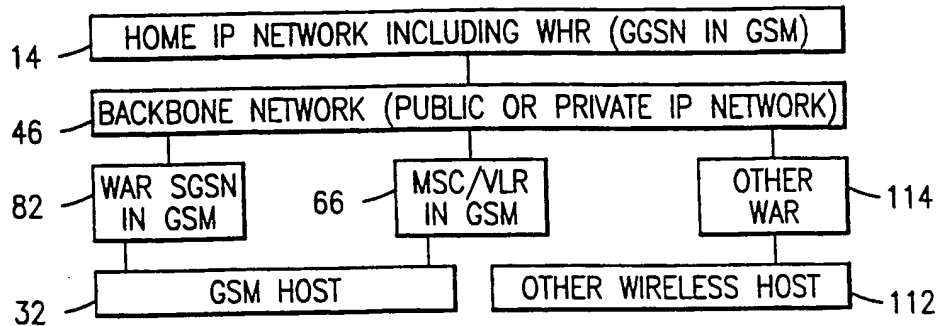 HOME IP NETWORK INCLUDING WHR (GGSN IN GSM)
14
BACKBONE NETWORK (PUBLIC OR PRIVATE IP NETWORK)
46
WAR SGSN
IN GSM
82
MSC/VLR
IN GSM
66
OTHER
WAR
114
GSM HOST
32
OTHER WIRELESS HOST
112